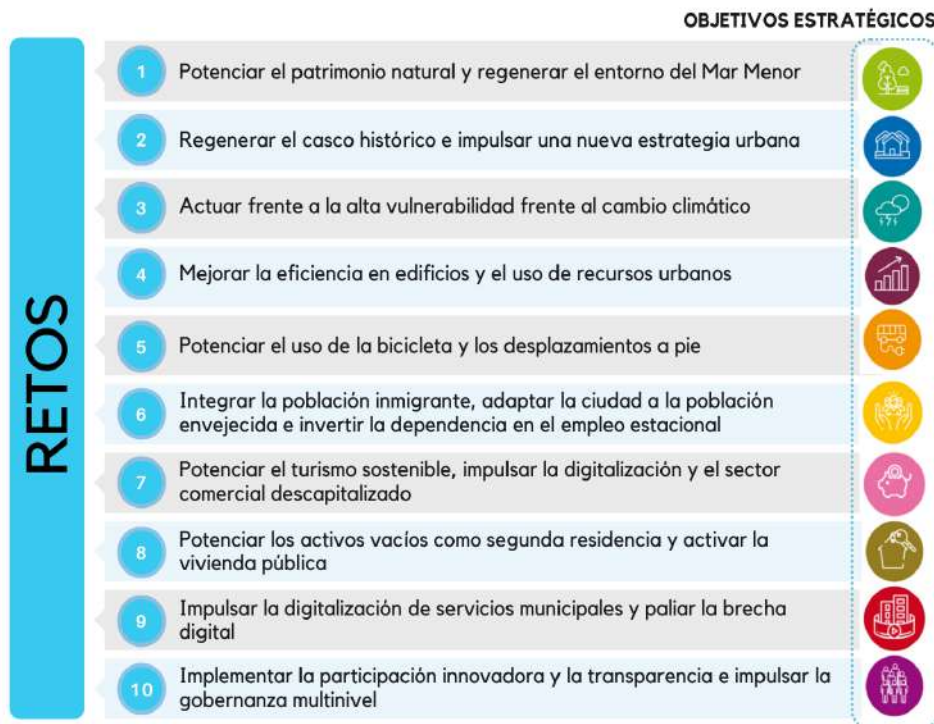 OBJETIVOS ESTRATÉGICOS
RETOS
1 Potenciar el patrimonio natural y regenerar el entorno del Mar Menor
2 Regenerar el casco histórico e impulsar una nueva estrategia urbana
3 Actuar frente a la alta vulnerabilidad frente al cambio climático
4 Mejorar la eficiencia en edificios y el uso de recursos urbanos
5 Potenciar el uso de la bicicleta y los desplazamientos a pie
6 Integrar la población inmigrante, adaptar la ciudad a la población
envejecida e invertir la dependencia en el empleo estacional
7 Potenciar el turismo sostenible, impulsar la digitalización y el sector
comercial descapitalizado
8 Potenciar los activos vacíos como segunda residencia y activar la
vivienda pública
9 Impulsar la digitalización de servicios municipales y paliar la brecha
digital
10 Implementar la participación innovadora y la transparencia e impulsar la
gobernanza multinivel